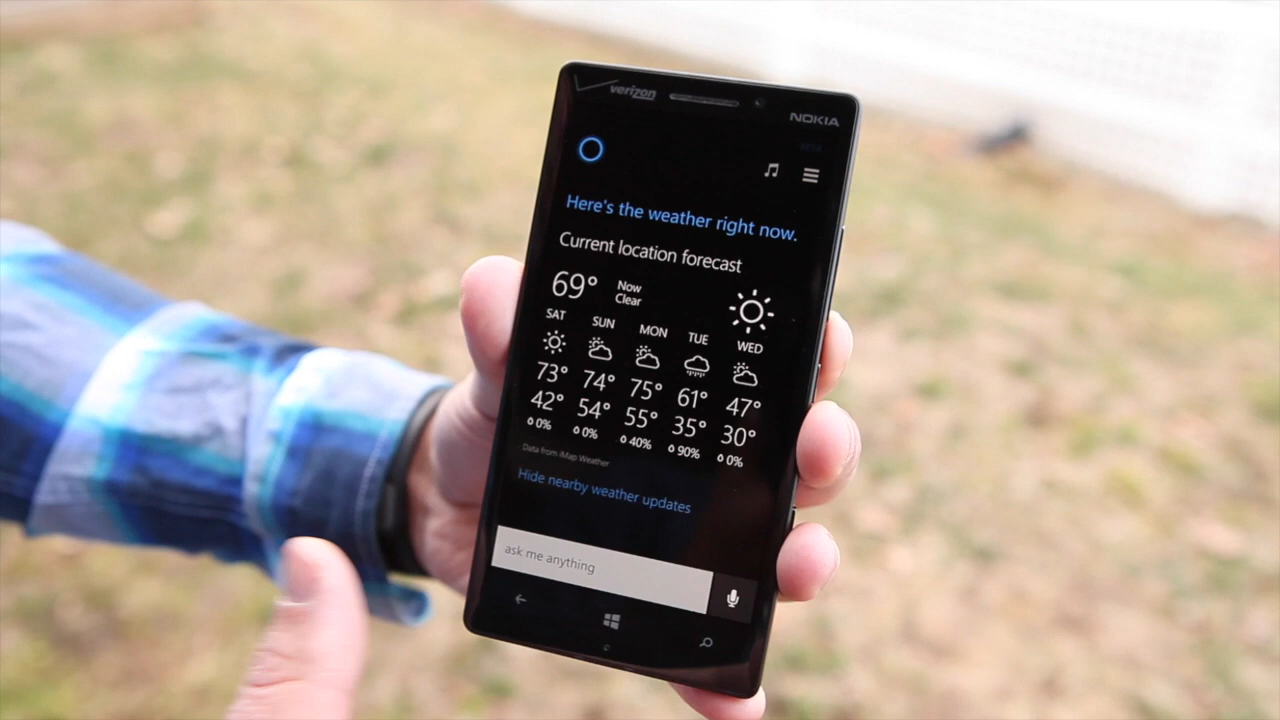 verizon
NOKIA
BETA
Here's the weather right now.
Current location forecast
69° Now Clear
SAT SUN MON TUE WED
73° 74° 75° 61° 47°
42° 54° 55° 35° 30°
0% 0% 40% 90% 0%
Data from iMap Weather
Hide nearby weather updates
ask me anything